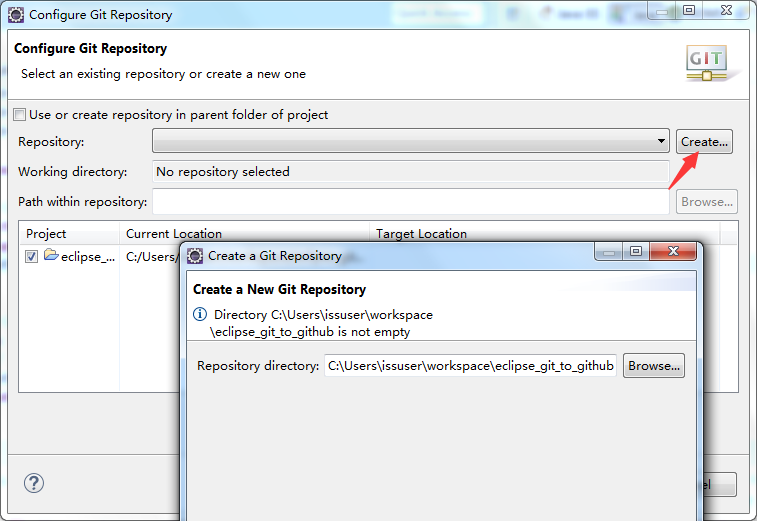 Configure Git Repository
Configure Git Repository
Select an existing repository or create a new one
GIT
Use or create repository in parent folder of project
Repository:
Create...
Working directory:
No repository selected
Path within repository:
Browse...
Project
Current Location
Target Location
eclipse_...
C:/Users/
Create a Git Repository
Create a New Git Repository
Directory C:\Users\issuser\workspace
\eclipse_git_to_github is not empty
Repository directory:
C:\Users\issuser\workspace\eclipse_git_to_github
Browse...
?